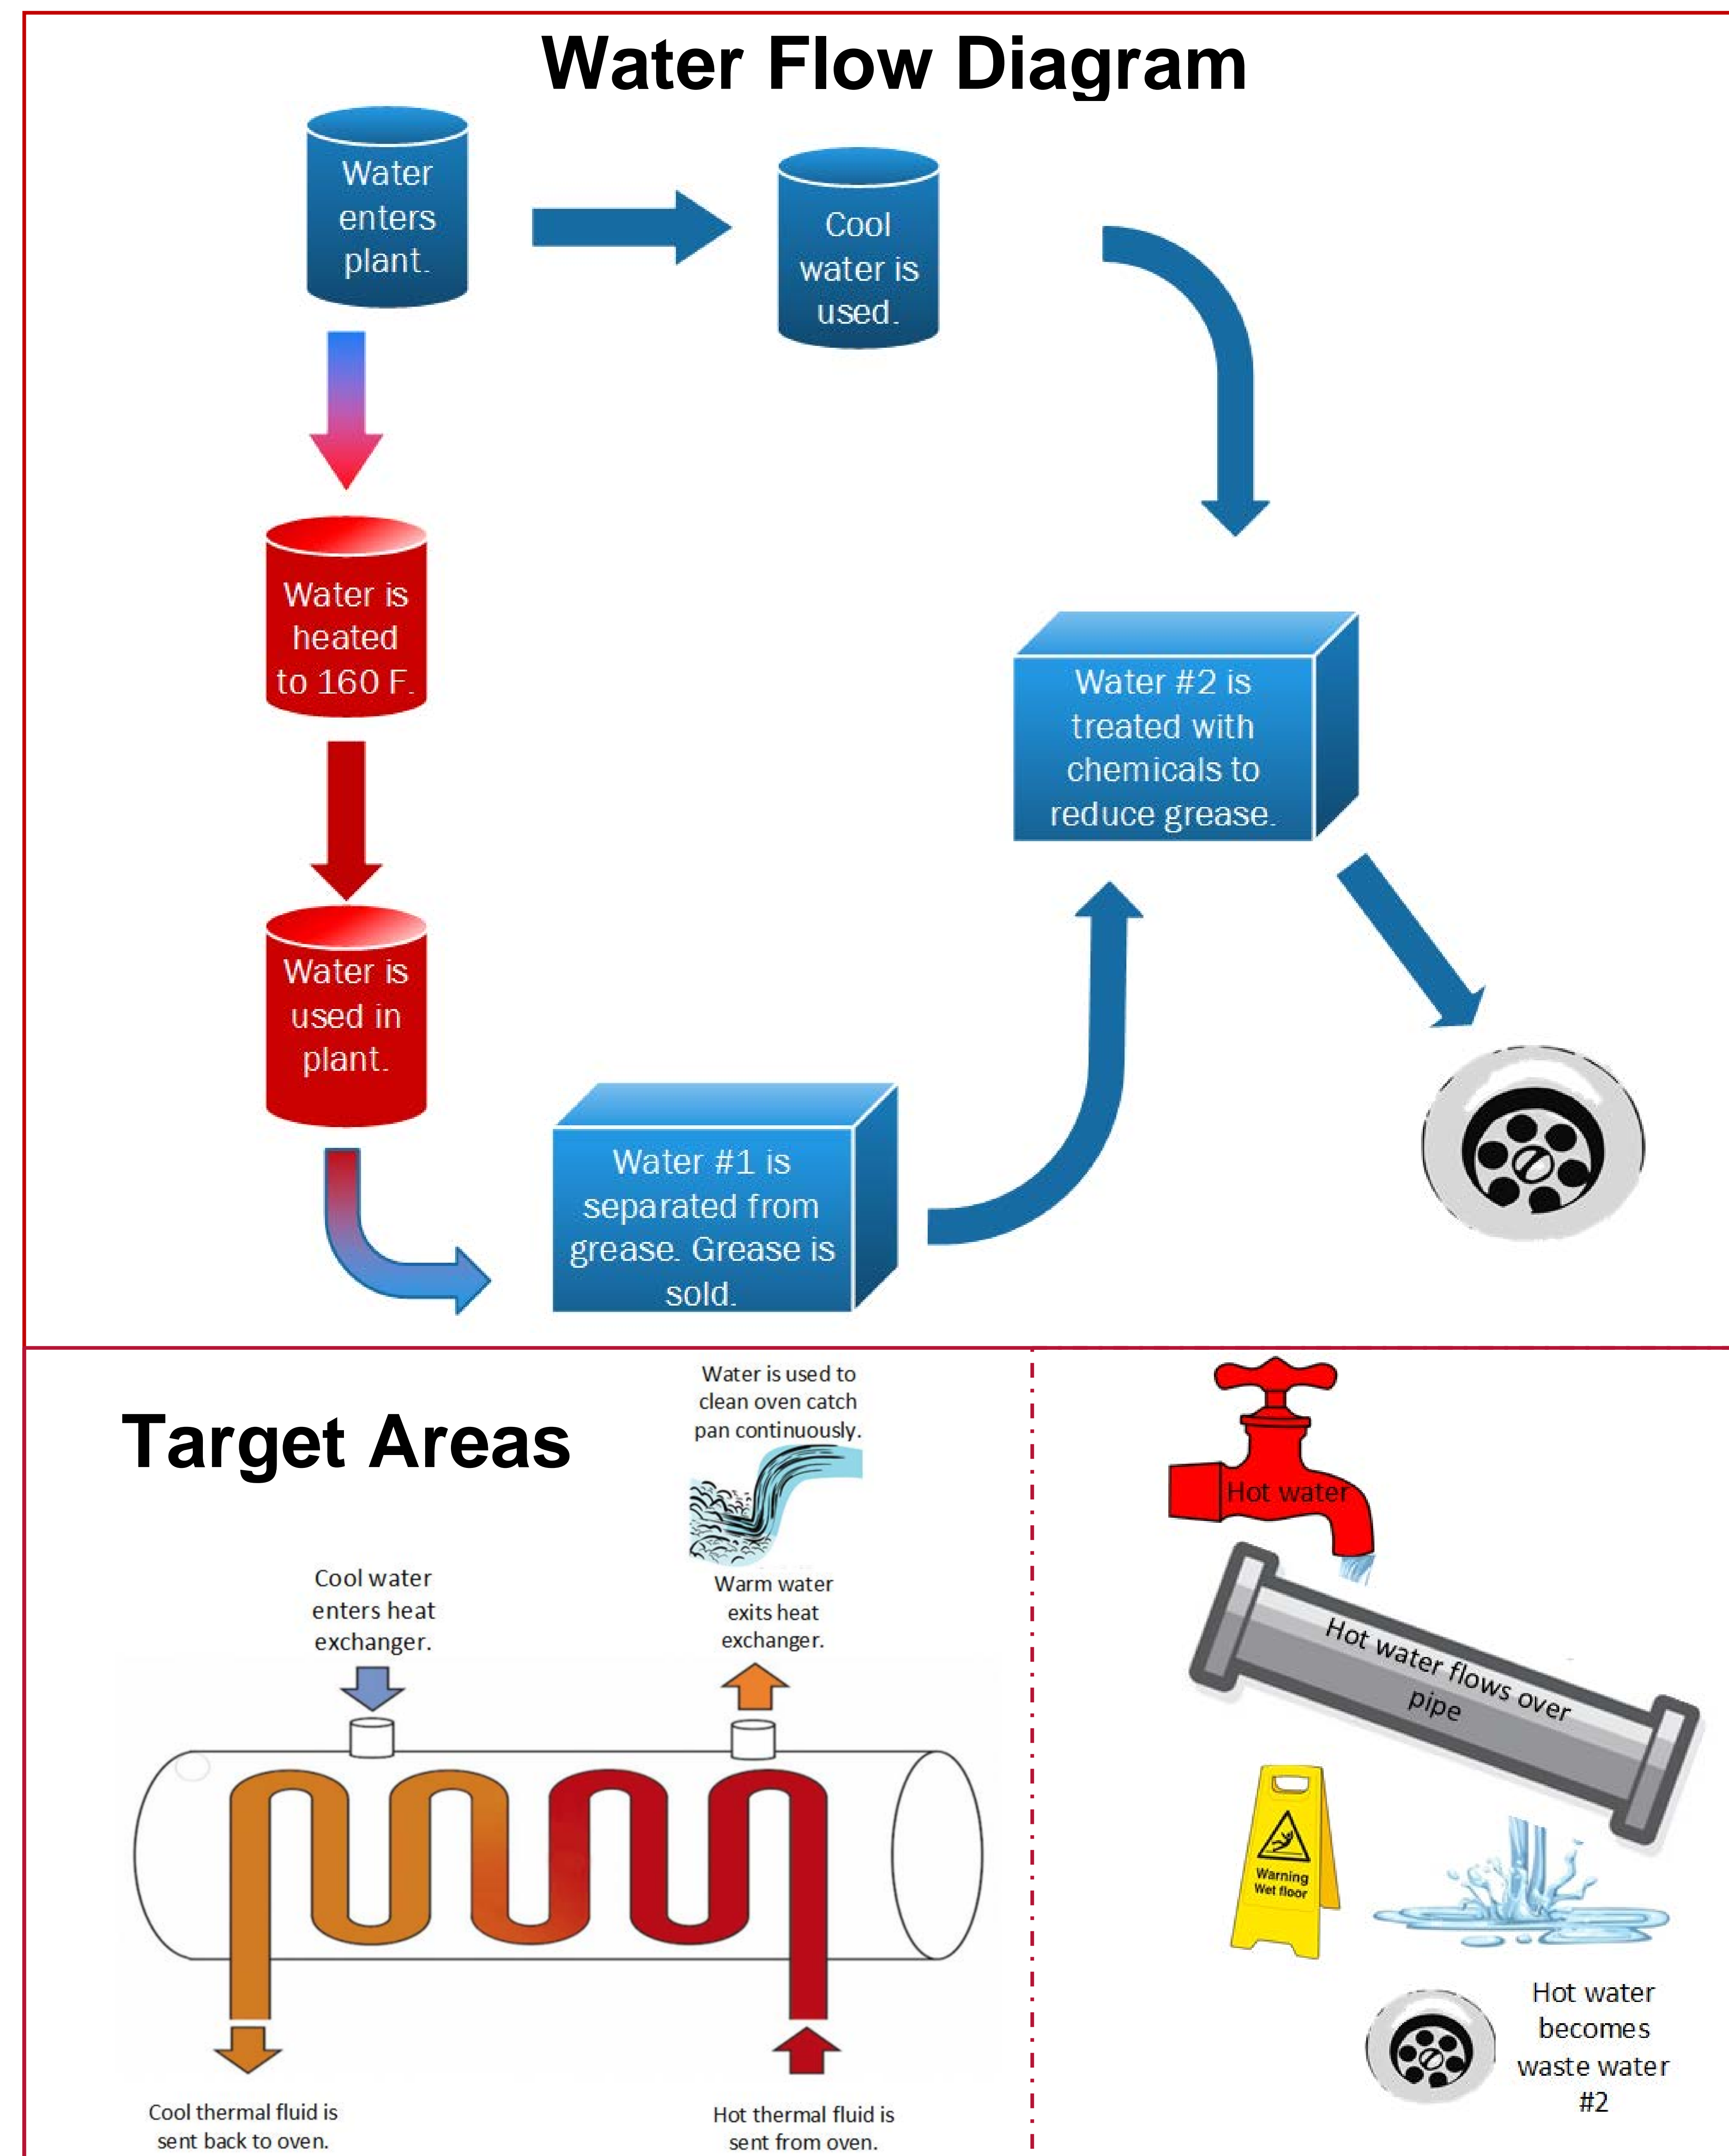 Water Flow Diagram
Water
enters
plant.
Cool
water is
used.
Water is
heated
to 160 F.
Water #2 is
treated with
chemicals to
reduce grease.
Water is
used in
plant.
Water #1 is
separated from
grease. Grease is
sold.
Target Areas
Water is used to
clean oven catch
pan continuously.
Cool water
enters heat
exchanger.
Warm water
exits heat
exchanger.
Cool thermal fluid is
sent back to oven.
Hot thermal fluid is
sent from oven.
Hot water
Hot water flows over
pipe
Warning
Wet floor
Hot water
becomes
waste water
#2